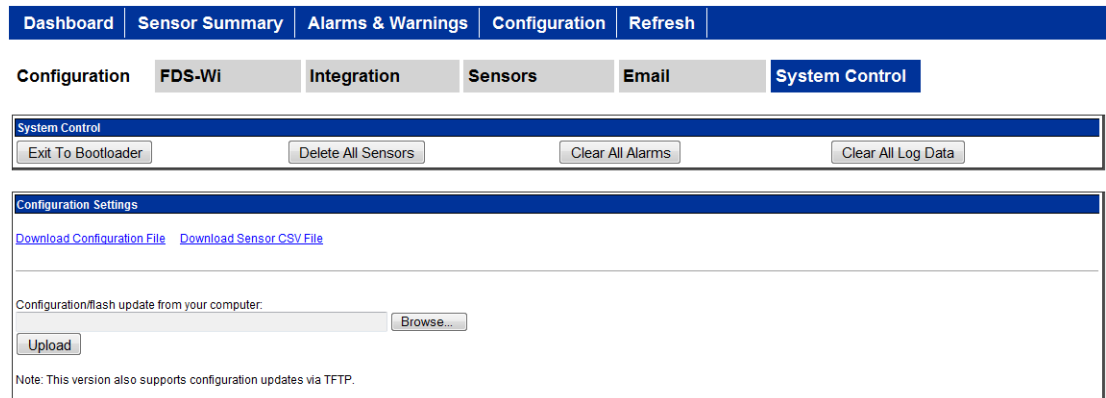 Dashboard Sensor Summary Alarms & Warnings Configuration Refresh
Configuration FDS-Wi Integration Sensors Email System Control
System Control
Exit To Bootloader Delete All Sensors Clear All Alarms Clear All Log Data
Configuration Settings
Download Configuration File Download Sensor CSV File
Configuration/flash update from your computer:
Browse...
Upload
Note: This version also supports configuration updates via TFTP.